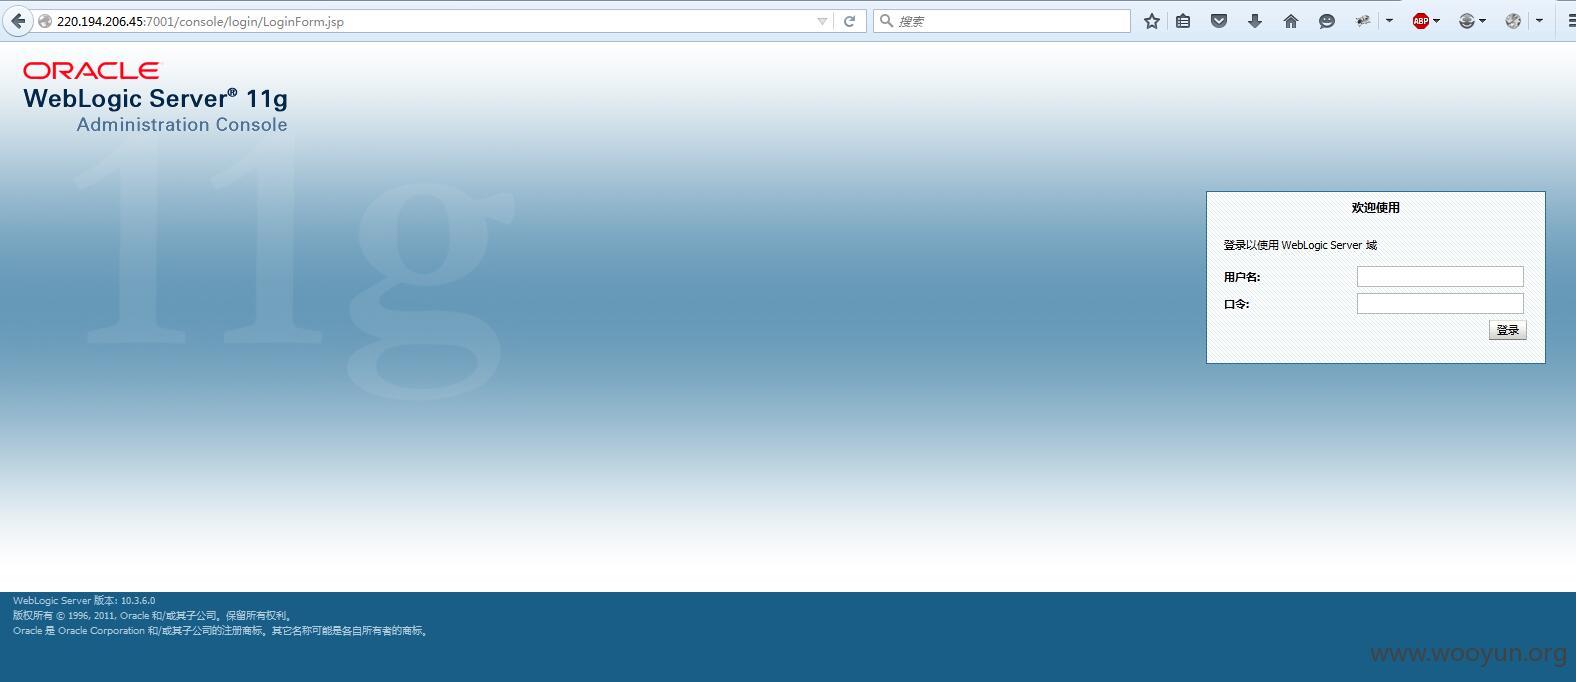 220.194.206.45:7001/console/login/LoginForm.jsp
搜索
ABP
ORACLE
WebLogic Server® 11g
Administration Console
11g
欢迎使用
登录以使用 WebLogic Server 域
用户名:
口令:
登录
WebLogic Server 版本: 10.3.6.0
版权所有 © 1996, 2011, Oracle 和/或其子公司。保留所有权利。
Oracle 是 Oracle Corporation 和/或其子公司的注册商标。其它名称可能是各自所有者的商标。
www.wooyun.org